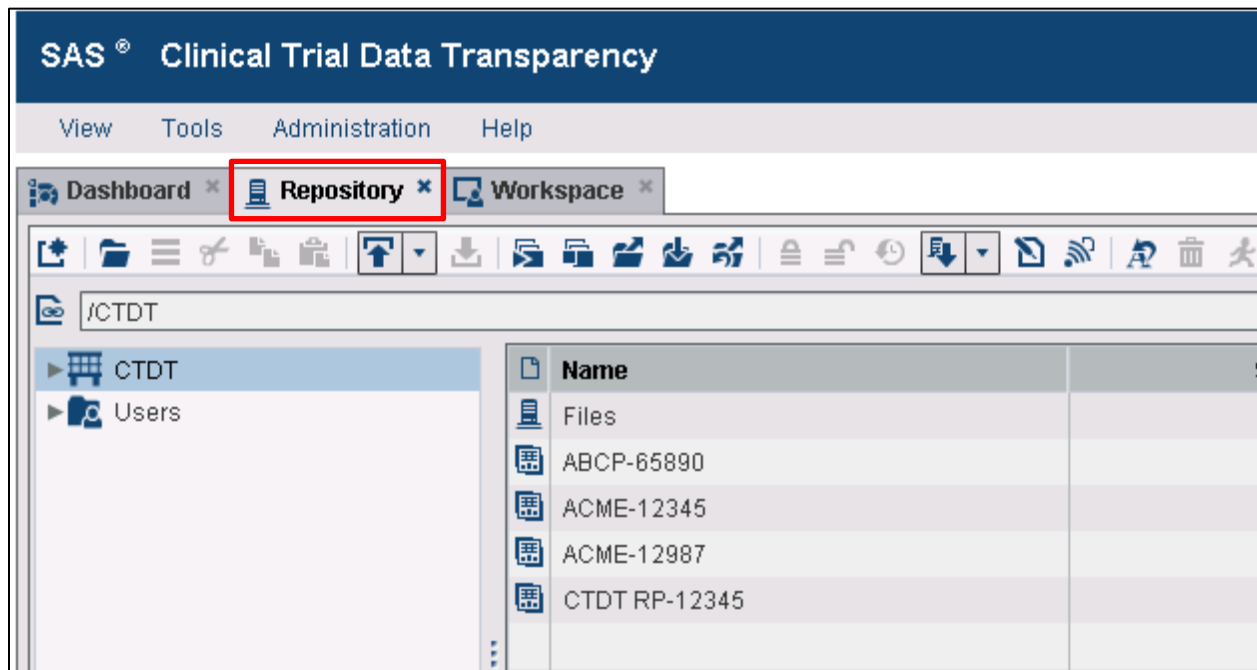 SAS ® Clinical Trial Data Transparency
View Tools Administration Help
Dashboard Repository Workspace
/CTDT
CTDT
Users
Name
Files
ABCP-65890
ACME-12345
ACME-12987
CTDT RP-12345